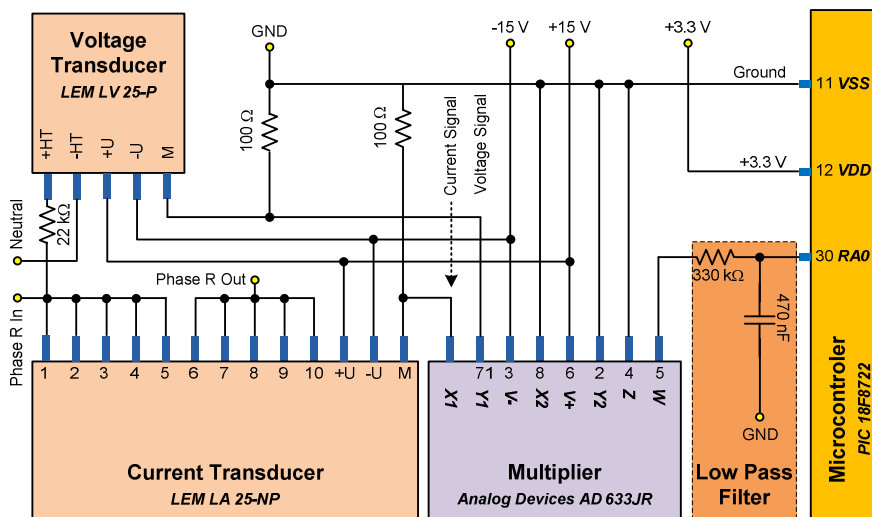 Voltage
Transducer
LEM LV 25-P
+HT
-HT
+U
-U
M
GND
-15 V
+15 V
+3.3 V
Ground
11 VSS
100 Ω
100 Ω
Current Signal
Voltage Signal
+3.3 V
12 VDD
22 kΩ
Neutral
Phase R In
Phase R Out
30 RA0
330 kΩ
470 nF
GND
1
2
3
4
5
6
7
8
9
10
+U
-U
M
71
3
8
6
2
4
5
X1
Y1
V-
X2
V+
Y2
Z
W
Current Transducer
LEM LA 25-NP
Multiplier
Analog Devices AD 633JR
Low Pass
Filter
Microcontroler
PIC 18F8722